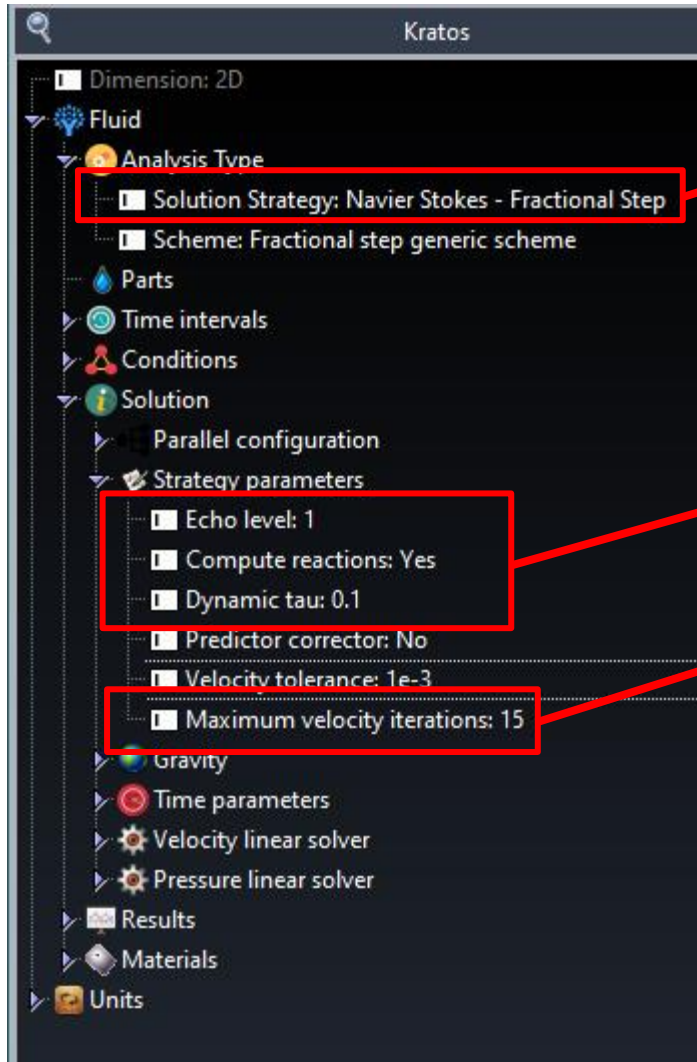 Kratos
Dimension: 2D
Fluid
Analysis Type
Solution Strategy: Navier Stokes - Fractional Step
Scheme: Fractional step generic scheme
Parts
Time intervals
Conditions
Solution
Parallel configuration
Strategy parameters
Echo level: 1
Compute reactions: Yes
Dynamic tau: 0.1
Predictor corrector: No
Velocity tolerance: 1e-3
Maximum velocity iterations: 15
Gravity
Time parameters
Velocity linear solver
Pressure linear solver
Results
Materials
Units